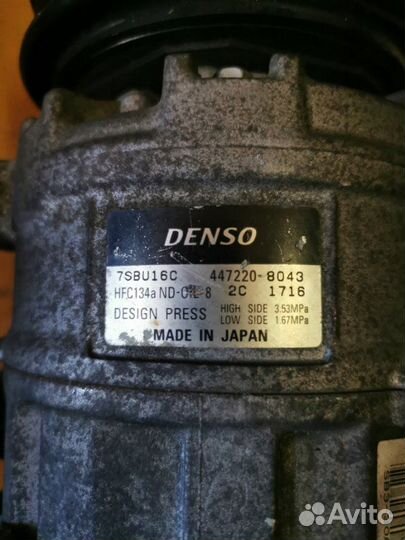 DENSO
7SBU16C 447220-8043
HFC134a ND-OIL-8 2C 1716
DESIGN PRESS HIGH SIDE 3.53MPa
LOW SIDE 1.67MPa
MADE IN JAPAN
Avito